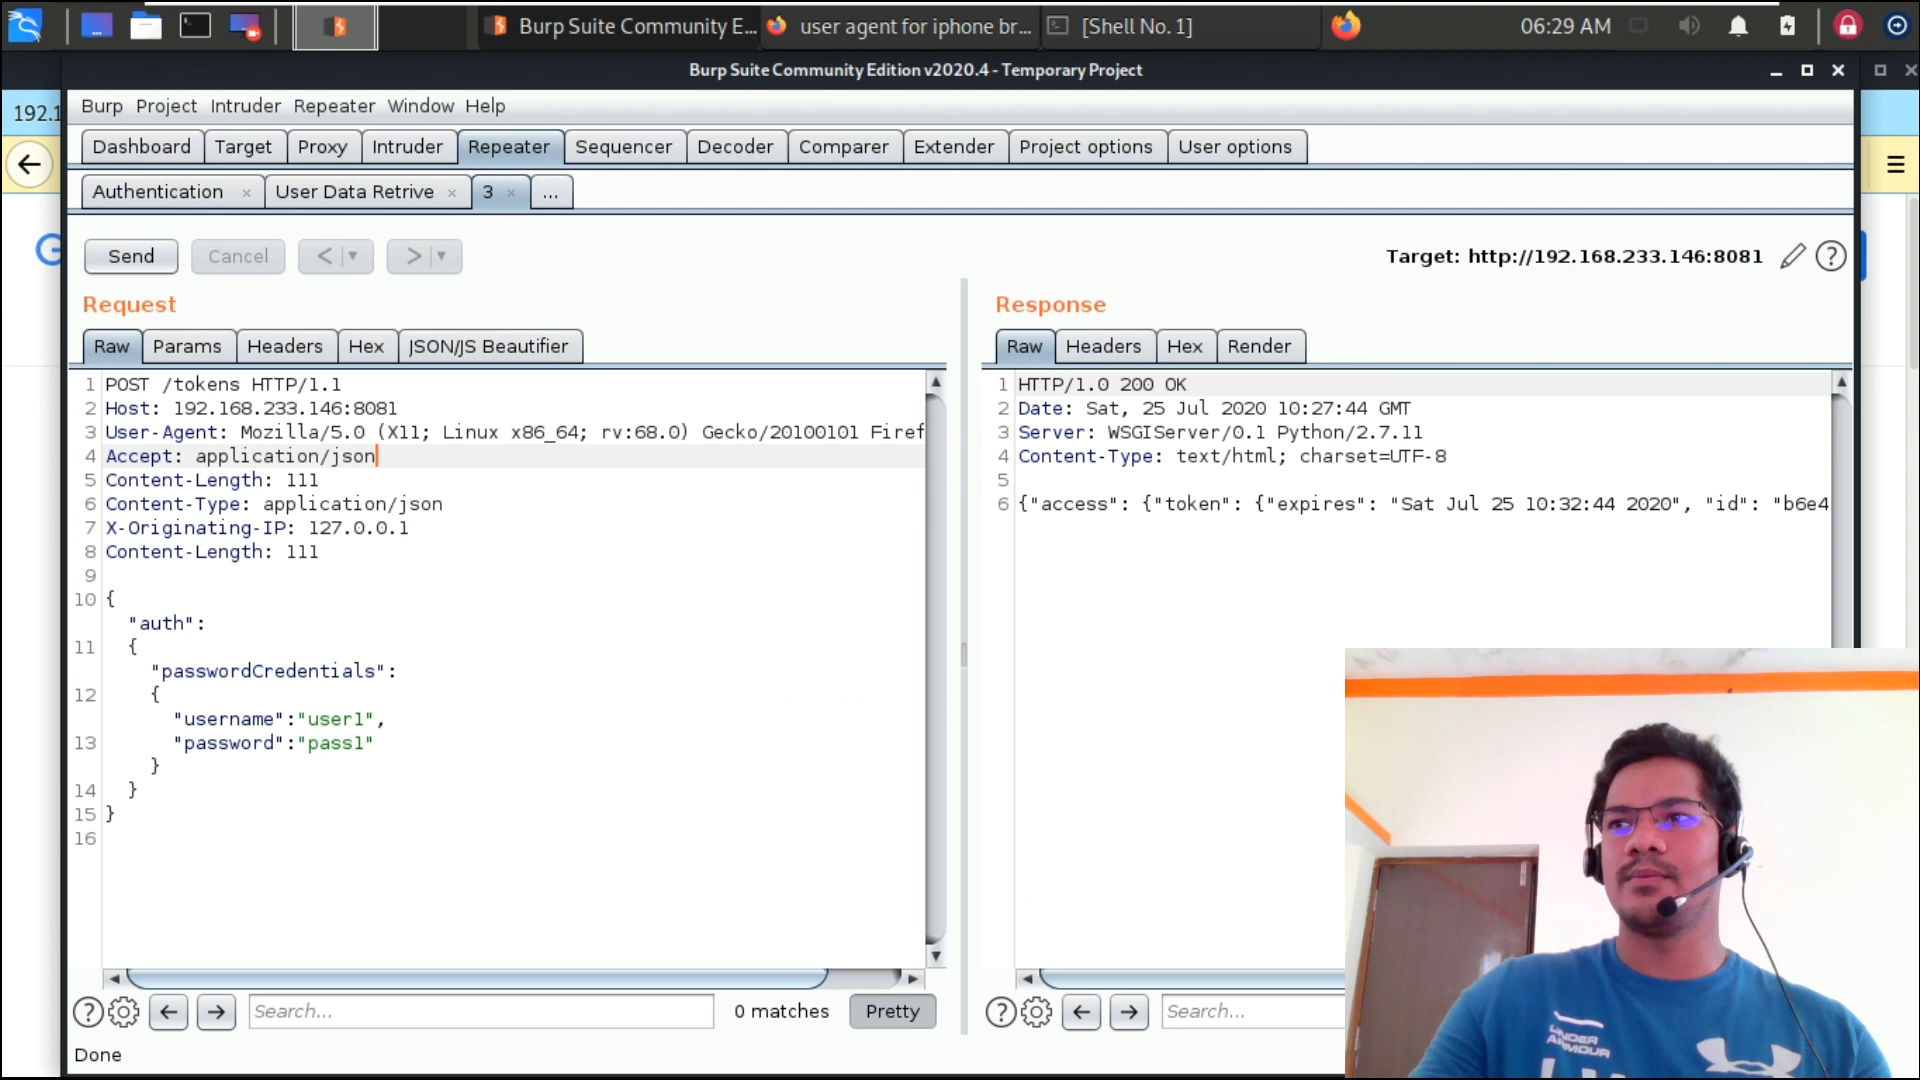 Burp Suite Community E...
user agent for iphone br...
[Shell No. 1]
06:29 AM
Burp Suite Community Edition v2020.4 - Temporary Project
192.1
Burp Project Intruder Repeater Window Help
Dashboard Target Proxy Intruder Repeater Sequencer Decoder Comparer Extender Project options User options
Authentication × User Data Retrive × 3 × ...
Send Cancel < > Target: http://192.168.233.146:8081 ?
Request
Raw Params Headers Hex JSON/JS Beautifier
1 POST /tokens HTTP/1.1
2 Host: 192.168.233.146:8081
3 User-Agent: Mozilla/5.0 (X11; Linux x86_64; rv:68.0) Gecko/20100101 Firef
4 Accept: application/json
5 Content-Length: 111
6 Content-Type: application/json
7 X-Originating-IP: 127.0.0.1
8 Content-Length: 111
9
10 {
"auth":
11 {
"passwordCredentials":
12 {
"username":"user1",
13 "password":"pass1"
}
14 }
15 }
16
? Search... 0 matches Pretty
Response
Raw Headers Hex Render
1 HTTP/1.0 200 OK
2 Date: Sat, 25 Jul 2020 10:27:44 GMT
3 Server: WSGIServer/0.1 Python/2.7.11
4 Content-Type: text/html; charset=UTF-8
5
6 {"access": {"token": {"expires": "Sat Jul 25 10:32:44 2020", "id": "b6e4
? Search...
Done
UNDER
ARMOUR